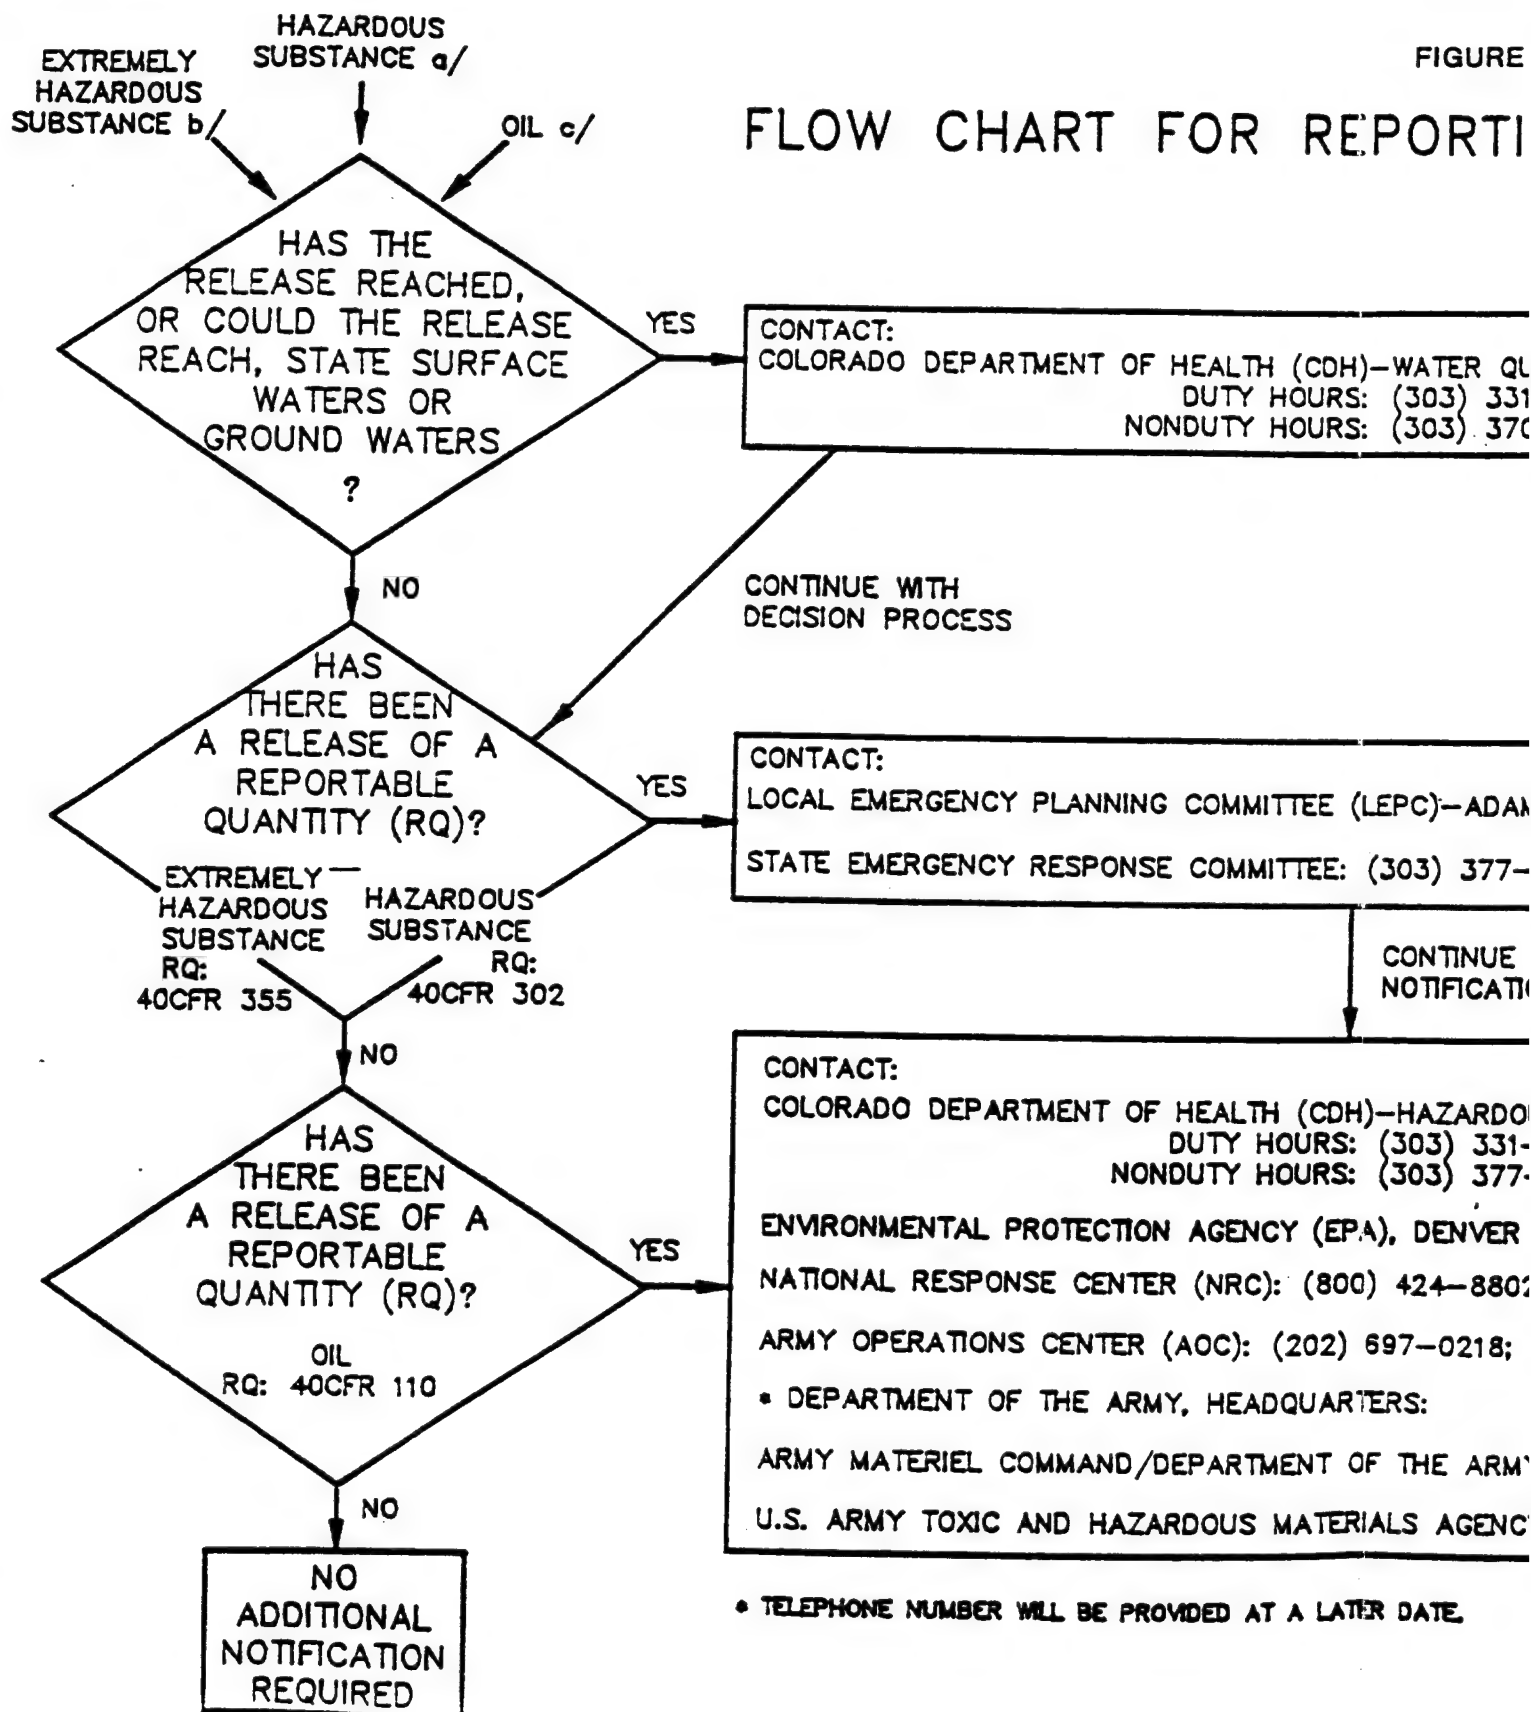 HAZARDOUS
SUBSTANCE a/
EXTREMELY
HAZARDOUS
SUBSTANCE b/
OIL c/
FIGURE
FLOW CHART FOR REPORTI
HAS THE
RELEASE REACHED,
OR COULD THE RELEASE
REACH, STATE SURFACE
WATERS OR
GROUND WATERS
?
YES
CONTACT:
COLORADO DEPARTMENT OF HEALTH (CDH)-WATER QU
DUTY HOURS: (303) 331
NONDUTY HOURS: (303) 370
NO
CONTINUE WITH
DECISION PROCESS
HAS
THERE BEEN
A RELEASE OF A
REPORTABLE
QUANTITY (RQ)?
EXTREMELY
HAZARDOUS
SUBSTANCE
RQ:
40CFR 355
HAZARDOUS
SUBSTANCE
RQ:
40CFR 302
YES
CONTACT:
LOCAL EMERGENCY PLANNING COMMITTEE (LEPC)-ADAM
STATE EMERGENCY RESPONSE COMMITTEE: (303) 377-
CONTINUE
NOTIFICATIO
NO
HAS
THERE BEEN
A RELEASE OF A
REPORTABLE
QUANTITY (RQ)?
OIL
RQ: 40CFR 110
YES
CONTACT:
COLORADO DEPARTMENT OF HEALTH (CDH)-HAZARDO
DUTY HOURS: (303) 331-
NONDUTY HOURS: (303) 377-
ENVIRONMENTAL PROTECTION AGENCY (EPA), DENVER
NATIONAL RESPONSE CENTER (NRC): (800) 424-8802
ARMY OPERATIONS CENTER (AOC): (202) 697-0218;
* DEPARTMENT OF THE ARMY, HEADQUARTERS:
ARMY MATERIEL COMMAND/DEPARTMENT OF THE ARMY
U.S. ARMY TOXIC AND HAZARDOUS MATERIALS AGENC
NO
NO
ADDITIONAL
NOTIFICATION
REQUIRED
* TELEPHONE NUMBER WILL BE PROVIDED AT A LATER DATE.